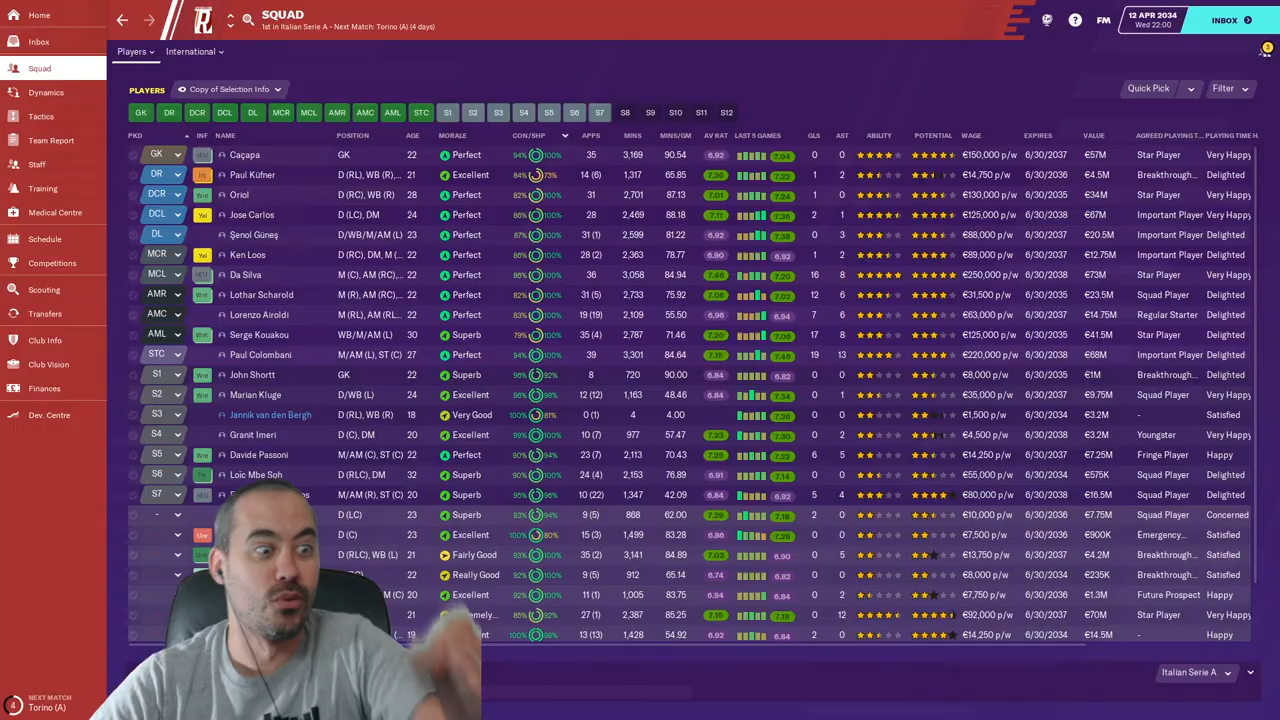 Home
Inbox
Squad
Dynamics
Tactics
Team Report
Staff
Training
Medical Centre
Schedule
Competitions
Scouting
Transfers
Club Info
Club Vision
Finances
Dev. Centre
4
NEXT MATCH
Torino (A)
SQUAD
1st in Italian Serie A - Next Match: Torino (A) (4 days)
FM
12 APR 2034
Wed 22:00
INBOX
Players
International
PLAYERS
Copy of Selection Info
Quick Pick
Filter
GK DR DCR DCL DL MCR MCL AMR AMC AML STC S1 S2 S3 S4 S5 S6 S7 S8 S9 S10 S11 S12
PKD INF NAME POSITION AGE MORALE CON/SHP APPS MINS MINS/GM AV RAT LAST 5 GAMES GLS AST ABILITY POTENTIAL WAGE EXPIRES VALUE AGREED PLAYING T... PLAYING TIME H
GK Caçapa GK 22 Perfect 94% 100% 35 3,169 90.54 6.92 7.04 0 0 €150,000 p/w 6/30/2037 €57M Star Player Very Happy
DR Inj Paul Küfner D (RL), WB (R),... 21 Excellent 84% 73% 14 (6) 1,317 65.85 7.26 7.22 1 2 €14,750 p/w 6/30/2036 €4.5M Breakthrough... Delighted
DCR Wnt Oriol D (RC), WB (R) 28 Perfect 82% 100% 31 2,701 87.13 7.01 7.24 0 1 €130,000 p/w 6/30/2035 €34M Star Player Delighted
DCL Yel Jose Carlos D (LC), DM 24 Perfect 86% 100% 28 2,469 88.18 7.11 7.36 2 1 €125,000 p/w 6/30/2038 €67M Important Player Delighted
DL Şenol Güneş D/WB/M/AM (L) 23 Perfect 87% 100% 31 (1) 2,599 81.22 6.92 7.38 0 3 €88,000 p/w 6/30/2037 €20.5M Important Player Delighted
MCR Yel Ken Loos D (RC), DM, M (... 22 Perfect 86% 100% 28 (2) 2,363 78.77 6.90 6.92 1 2 €89,000 p/w 6/30/2037 €12.75M Important Player Delighted
MCL Da Silva M (C), AM (RC),... 22 Perfect 86% 100% 36 3,058 84.94 7.46 7.20 16 8 €250,000 p/w 6/30/2038 €73M Star Player Very Happy
AMR Wnt Lothar Scharold M (R), AM (RC),... 22 Perfect 82% 100% 31 (5) 2,733 75.92 7.06 7.02 12 6 €31,500 p/w 6/30/2035 €23.5M Squad Player Delighted
AMC Lorenzo Airoldi M (RL), AM (RL... 22 Perfect 83% 100% 19 (19) 2,109 55.50 6.96 6.94 7 6 €63,000 p/w 6/30/2035 €14.75M Regular Starter Delighted
AML Wnt Serge Kouakou WB/M/AM (L) 30 Superb 79% 100% 35 (4) 2,787 71.46 7.20 7.06 17 8 €125,000 p/w 6/30/2035 €41.5M Star Player Delighted
STC Paul Colombani M/AM (L), ST (C) 27 Perfect 94% 100% 39 3,301 84.64 7.15 7.46 19 13 €220,000 p/w 6/30/2038 €68M Important Player Delighted
S1 John Shortt GK 22 Superb 96% 92% 8 720 90.00 6.84 6.82 0 0 €8,000 p/w 6/30/2035 €1M Breakthrough... Delighted
S2 Marian Kluge D/WB (L) 24 Superb 96% 98% 12 (12) 1,163 48.46 6.84 7.34 0 1 €35,000 p/w 6/30/2037 €9.75M Squad Player Very Happy
S3 Jannik van den Bergh D (RL), WB (R) 18 Very Good 100% 81% 0 (1) 4 4.00 7.26 0 0 €1,500 p/w 6/30/2034 €3.2M - Satisfied
S4 Granit Imeri D (C), DM 20 Excellent 99% 100% 10 (7) 977 57.47 7.23 7.30 0 2 €4,500 p/w 6/30/2038 €3.2M Youngster Very Happy
S5 Davide Passoni M/AM (C), ST (C) 32 Excellent 90% 94% 23 (7) 2,113 70.43 7.25 7.22 6 5 €14,250 p/w 6/30/2037 €7.25M Fringe Player Happy
S6 Loïc Mbe Soh D (RLC), DM 32 Superb 76% 100% 24 (4) 2,153 76.89 6.91 7.14 0 0 €55,000 p/w 6/30/2034 €575K Squad Player Delighted
S7 M/AM (R), ST (C) 20 Superb 95% 96% 10 (22) 1,347 42.09 6.84 6.92 5 4 €80,000 p/w 6/30/2038 €16.5M Squad Player Delighted
- D (LC) 23 Superb 93% 94% 9 (5) 868 62.00 7.29 7.18 2 0 €10,000 p/w 6/30/2036 €7.75M Squad Player Concerned
D (C) 23 Excellent 80% 15 (3) 1,499 83.28 6.86 7.28 0 0 €7,500 p/w 6/30/2036 €900K Emergency... Satisfied
D (RLC), WB (L) 21 Fairly Good 93% 100% 35 (2) 3,141 84.89 7.03 6.90 0 5 €13,750 p/w 6/30/2037 €4.2M Breakthrough... Satisfied
22 Really Good 92% 100% 9 (5) 912 65.14 6.74 6.82 0 1 €8,000 p/w 6/30/2034 €235K Breakthrough... Satisfied
20 Excellent 92% 100% 11 (1) 1,005 83.75 6.94 6.84 0 2 €7,750 p/w 6/30/2036 €1.3M Future Prospect Happy
21 85% 92% 27 (1) 2,387 85.25 7.15 7.19 0 12 €92,000 p/w 6/30/2037 €70M Star Player Very Happy
19 100% 98% 13 (13) 1,428 54.92 6.92 6.84 2 0 €14,250 p/w 6/30/2034 €14.5M - Happy
Italian Serie A